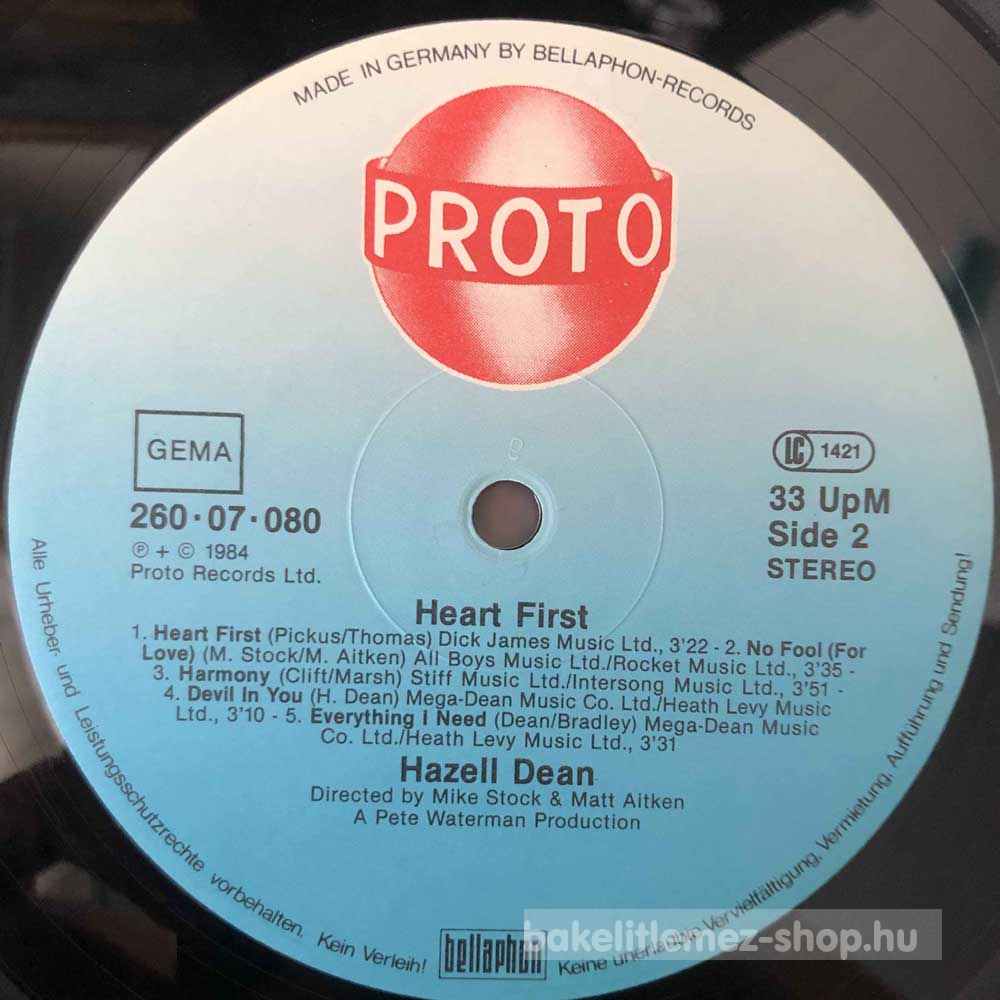 MADE IN GERMANY BY BELLAPHON-RECORDS
PROTO
GEMA
LC 1421
260·07·080
33 UpM
Side 2
STEREO
℗ + © 1984
Proto Records Ltd.
B
Heart First
1. Heart First (Pickus/Thomas) Dick James Music Ltd., 3'22 - 2. No Fool (For
Love) (M. Stock/M. Aitken) All Boys Music Ltd./Rocket Music Ltd., 3'35 -
3. Harmony (Clift/Marsh) Stiff Music Ltd./Intersong Music Ltd., 3'51 -
4. Devil In You (H. Dean) Mega-Dean Music Co. Ltd./Heath Levy Music
Ltd., 3'10 - 5. Everything I Need (Dean/Bradley) Mega-Dean Music
Co. Ltd./Heath Levy Music Ltd., 3'31
Hazell Dean
Directed by Mike Stock & Matt Aitken
A Pete Waterman Production
Alle Urheber- und Leistungsschutzrechte vorbehalten. Kein Verleih! Keine unerlaubte Vervielfältigung, Vermietung, Aufführung und Sendung!
bellaphon
bakelitlemez-shop.hu